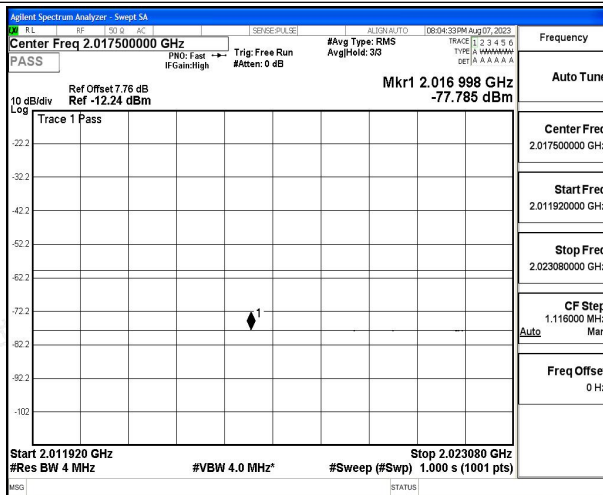 Agilent Spectrum Analyzer - Swept SA
RL RF 50 Ω AC SENSE:PULSE ALIGN AUTO 08:04:33 PM Aug 07, 2023
Center Freq 2.017500000 GHz
PASS
PNO: Fast
IFGain:High
Trig: Free Run
#Atten: 0 dB
#Avg Type: RMS
Avg|Hold: 3/3
TRACE 1 2 3 4 5 6
TYPE A WWWWW
DET A A A A A A
Mkr1 2.016 998 GHz
-77.785 dBm
Ref Offset 7.76 dB
10 dB/div Ref -12.24 dBm
Log
Trace 1 Pass
-22.2
-32.2
-42.2
-52.2
-62.2
-72.2
1
-82.2
-92.2
-102
Start 2.011920 GHz Stop 2.023080 GHz
#Res BW 4 MHz #VBW 4.0 MHz* #Sweep (#Swp) 1.000 s (1001 pts)
MSG STATUS
Frequency
Auto Tune
Center Freq
2.017500000 GHz
Start Freq
2.011920000 GHz
Stop Freq
2.023080000 GHz
CF Step
1.116000 MHz
Auto Man
Freq Offset
0 Hz